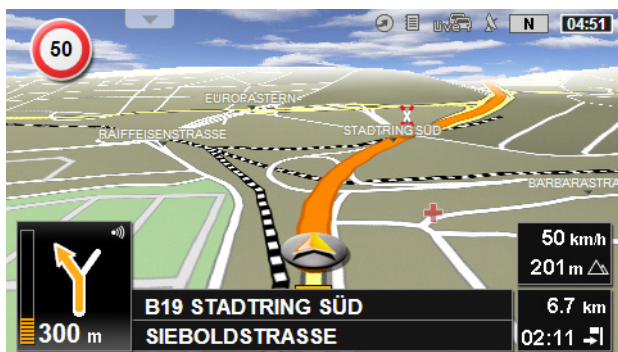 50
LIVE
N
04:51
EUROPASTERN
RAIFFEISENSTRASSE
STADTRING SÜD
BARBARASTRA
50 km/h
201 m
300 m
B19 STADTRING SÜD
SIEBOLDSTRASSE
6.7 km
02:11